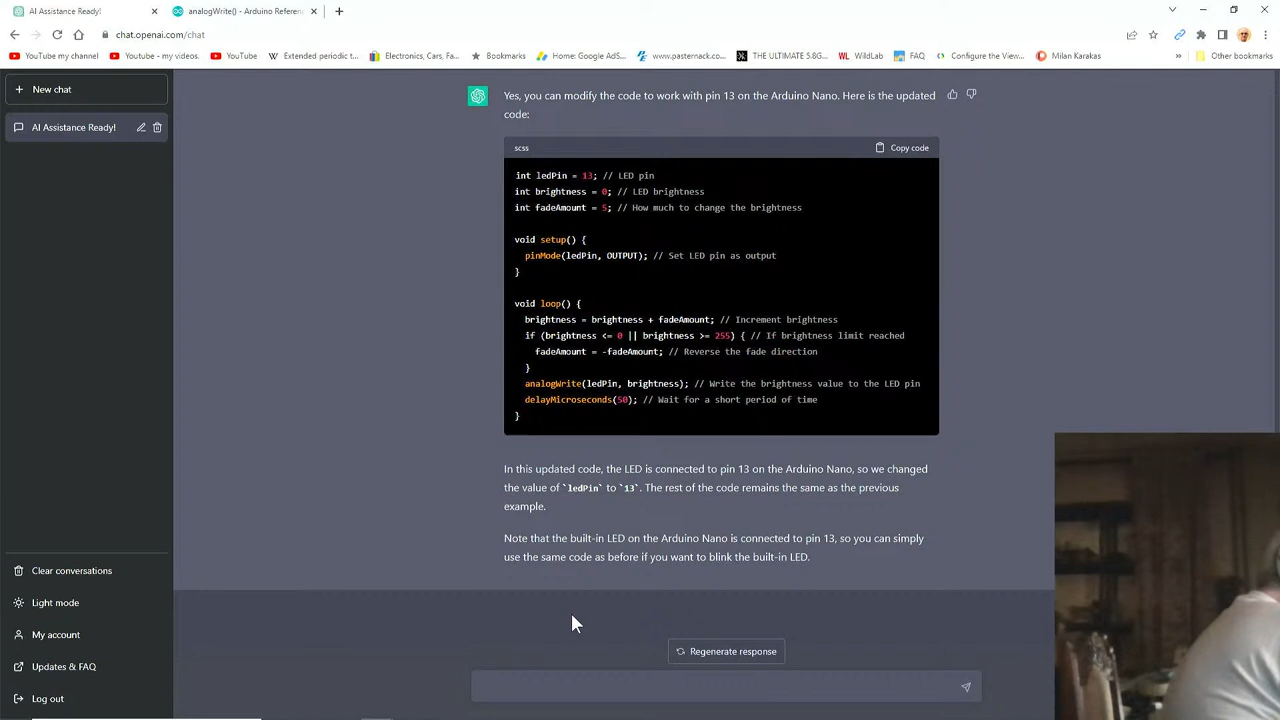 AI Assistance Ready!
analogWrite() - Arduino Referen
chat.openai.com/chat
YouTube my channel
YouTube - my videos.
YouTube
Extended periodic t...
Electronics, Cars, Fa...
Bookmarks
Home: Google AdS...
www.pasternack.co...
THE ULTIMATE 5.8G...
WL WildLab
FAQ
Configure the View...
Milan Karakas
»
Other bookmarks
+ New chat
AI Assistance Ready!
Yes, you can modify the code to work with pin 13 on the Arduino Nano. Here is the updated
code:
scss
Copy code
int ledPin = 13; // LED pin
int brightness = 0; // LED brightness
int fadeAmount = 5; // How much to change the brightness
void setup() {
pinMode(ledPin, OUTPUT); // Set LED pin as output
}
void loop() {
brightness = brightness + fadeAmount; // Increment brightness
if (brightness <= 0 || brightness >= 255) { // If brightness limit reached
fadeAmount = -fadeAmount; // Reverse the fade direction
}
analogWrite(ledPin, brightness); // Write the brightness value to the LED pin
delayMicroseconds(50); // Wait for a short period of time
}
In this updated code, the LED is connected to pin 13 on the Arduino Nano, so we changed
the value of `ledPin` to `13`. The rest of the code remains the same as the previous
example.
Note that the built-in LED on the Arduino Nano is connected to pin 13, so you can simply
use the same code as before if you want to blink the built-in LED.
Clear conversations
Light mode
My account
Updates & FAQ
Log out
Regenerate response